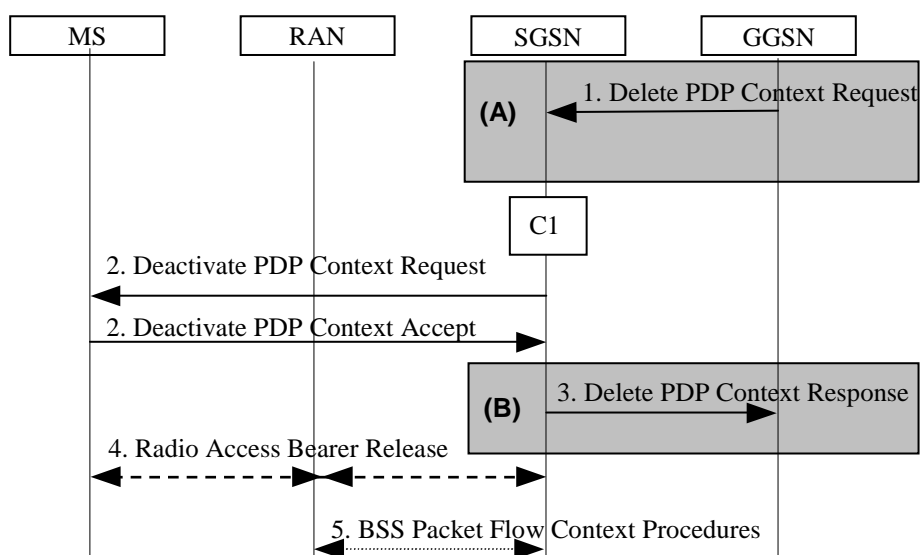 MS RAN SGSN GGSN
1. Delete PDP Context Request
(A)
C1
2. Deactivate PDP Context Request
2. Deactivate PDP Context Accept
3. Delete PDP Context Response
(B)
4. Radio Access Bearer Release
5. BSS Packet Flow Context Procedures